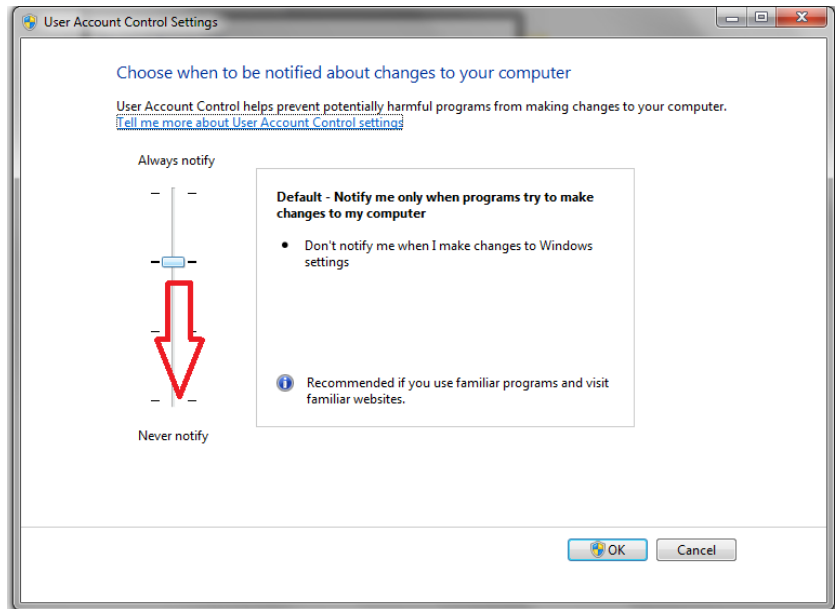 User Account Control Settings
Choose when to be notified about changes to your computer
User Account Control helps prevent potentially harmful programs from making changes to your computer.
Tell me more about User Account Control settings
Always notify
Default - Notify me only when programs try to make
changes to my computer
• Don't notify me when I make changes to Windows
settings
Recommended if you use familiar programs and visit
familiar websites.
Never notify
OK
Cancel